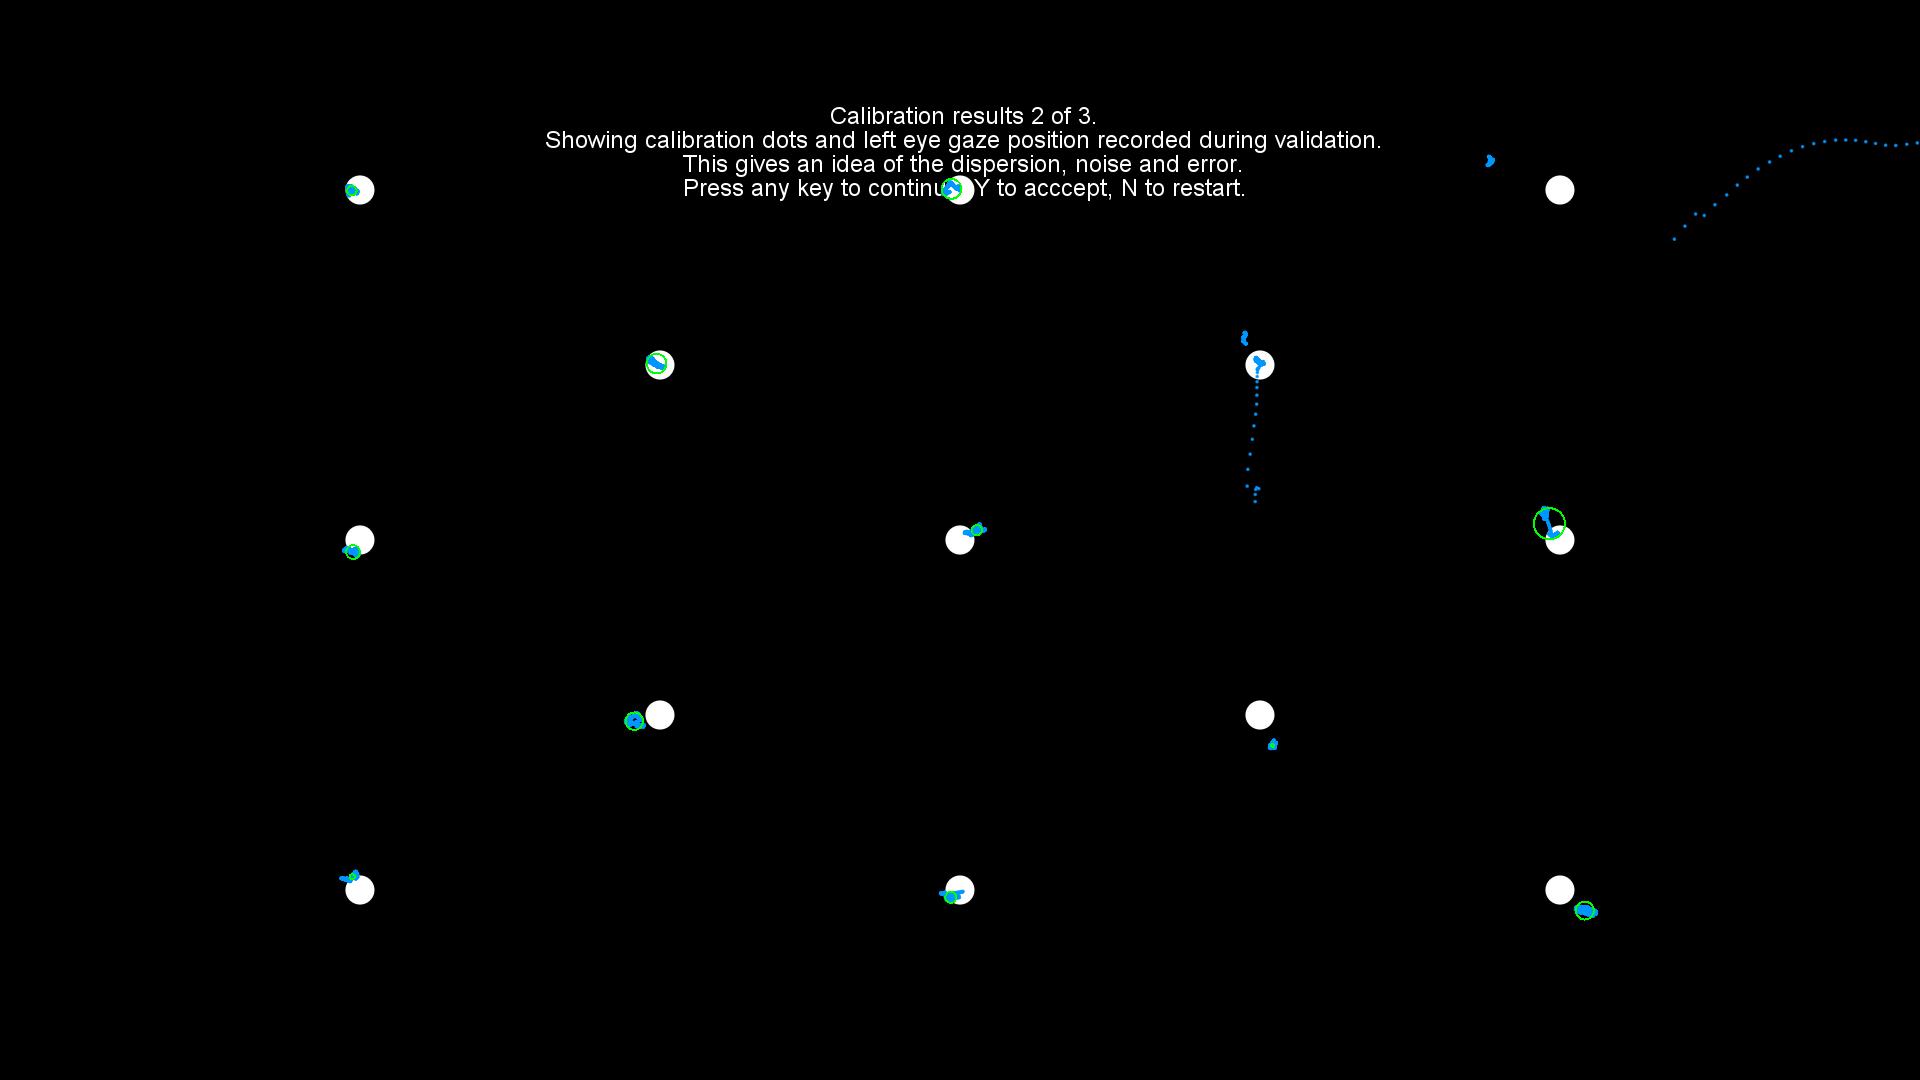 Calibration results 2 of 3.
Showing calibration dots and left eye gaze position recorded during validation.
This gives an idea of the dispersion, noise and error.
Press any key to continu Y to acccept, N to restart.